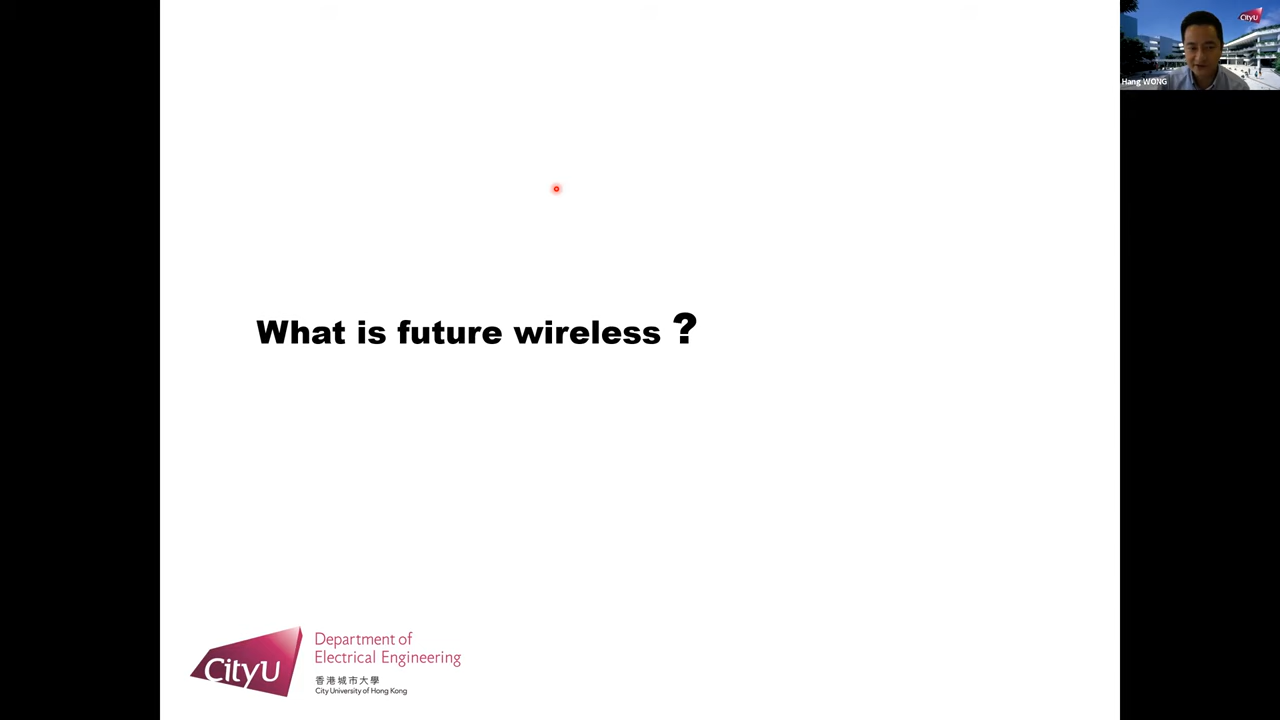 CityU
Hang WONG
What is future wireless ?
CityU
Department of
Electrical Engineering
香港城市大學
City University of Hong Kong